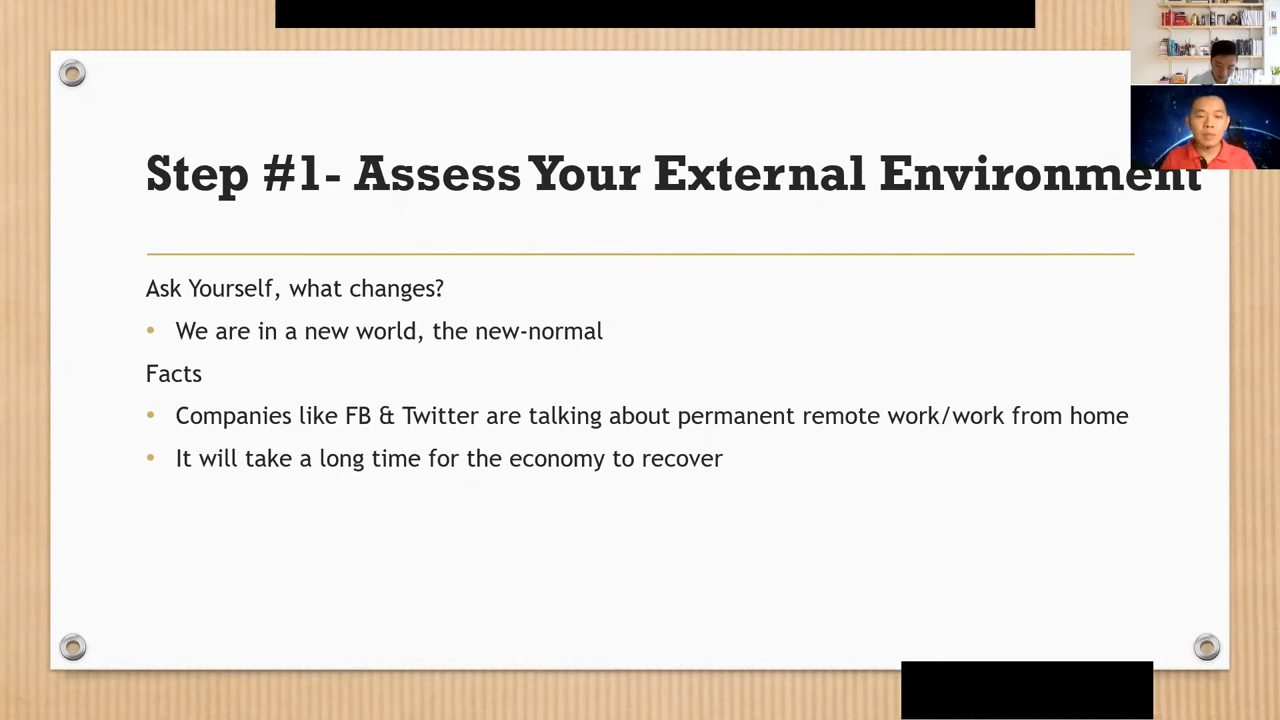 Step #1- Assess Your External Environment
Ask Yourself, what changes?
• We are in a new world, the new-normal
Facts
• Companies like FB & Twitter are talking about permanent remote work/work from home
• It will take a long time for the economy to recover